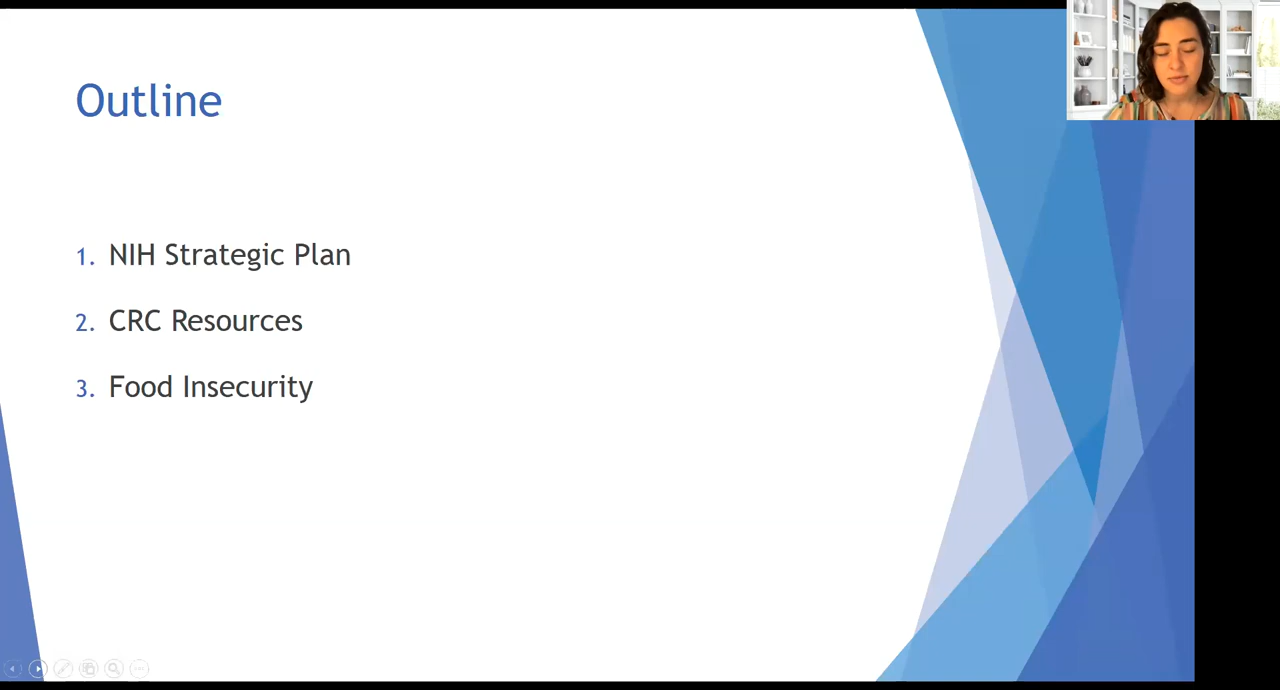 Outline
1. NIH Strategic Plan
2. CRC Resources
3. Food Insecurity